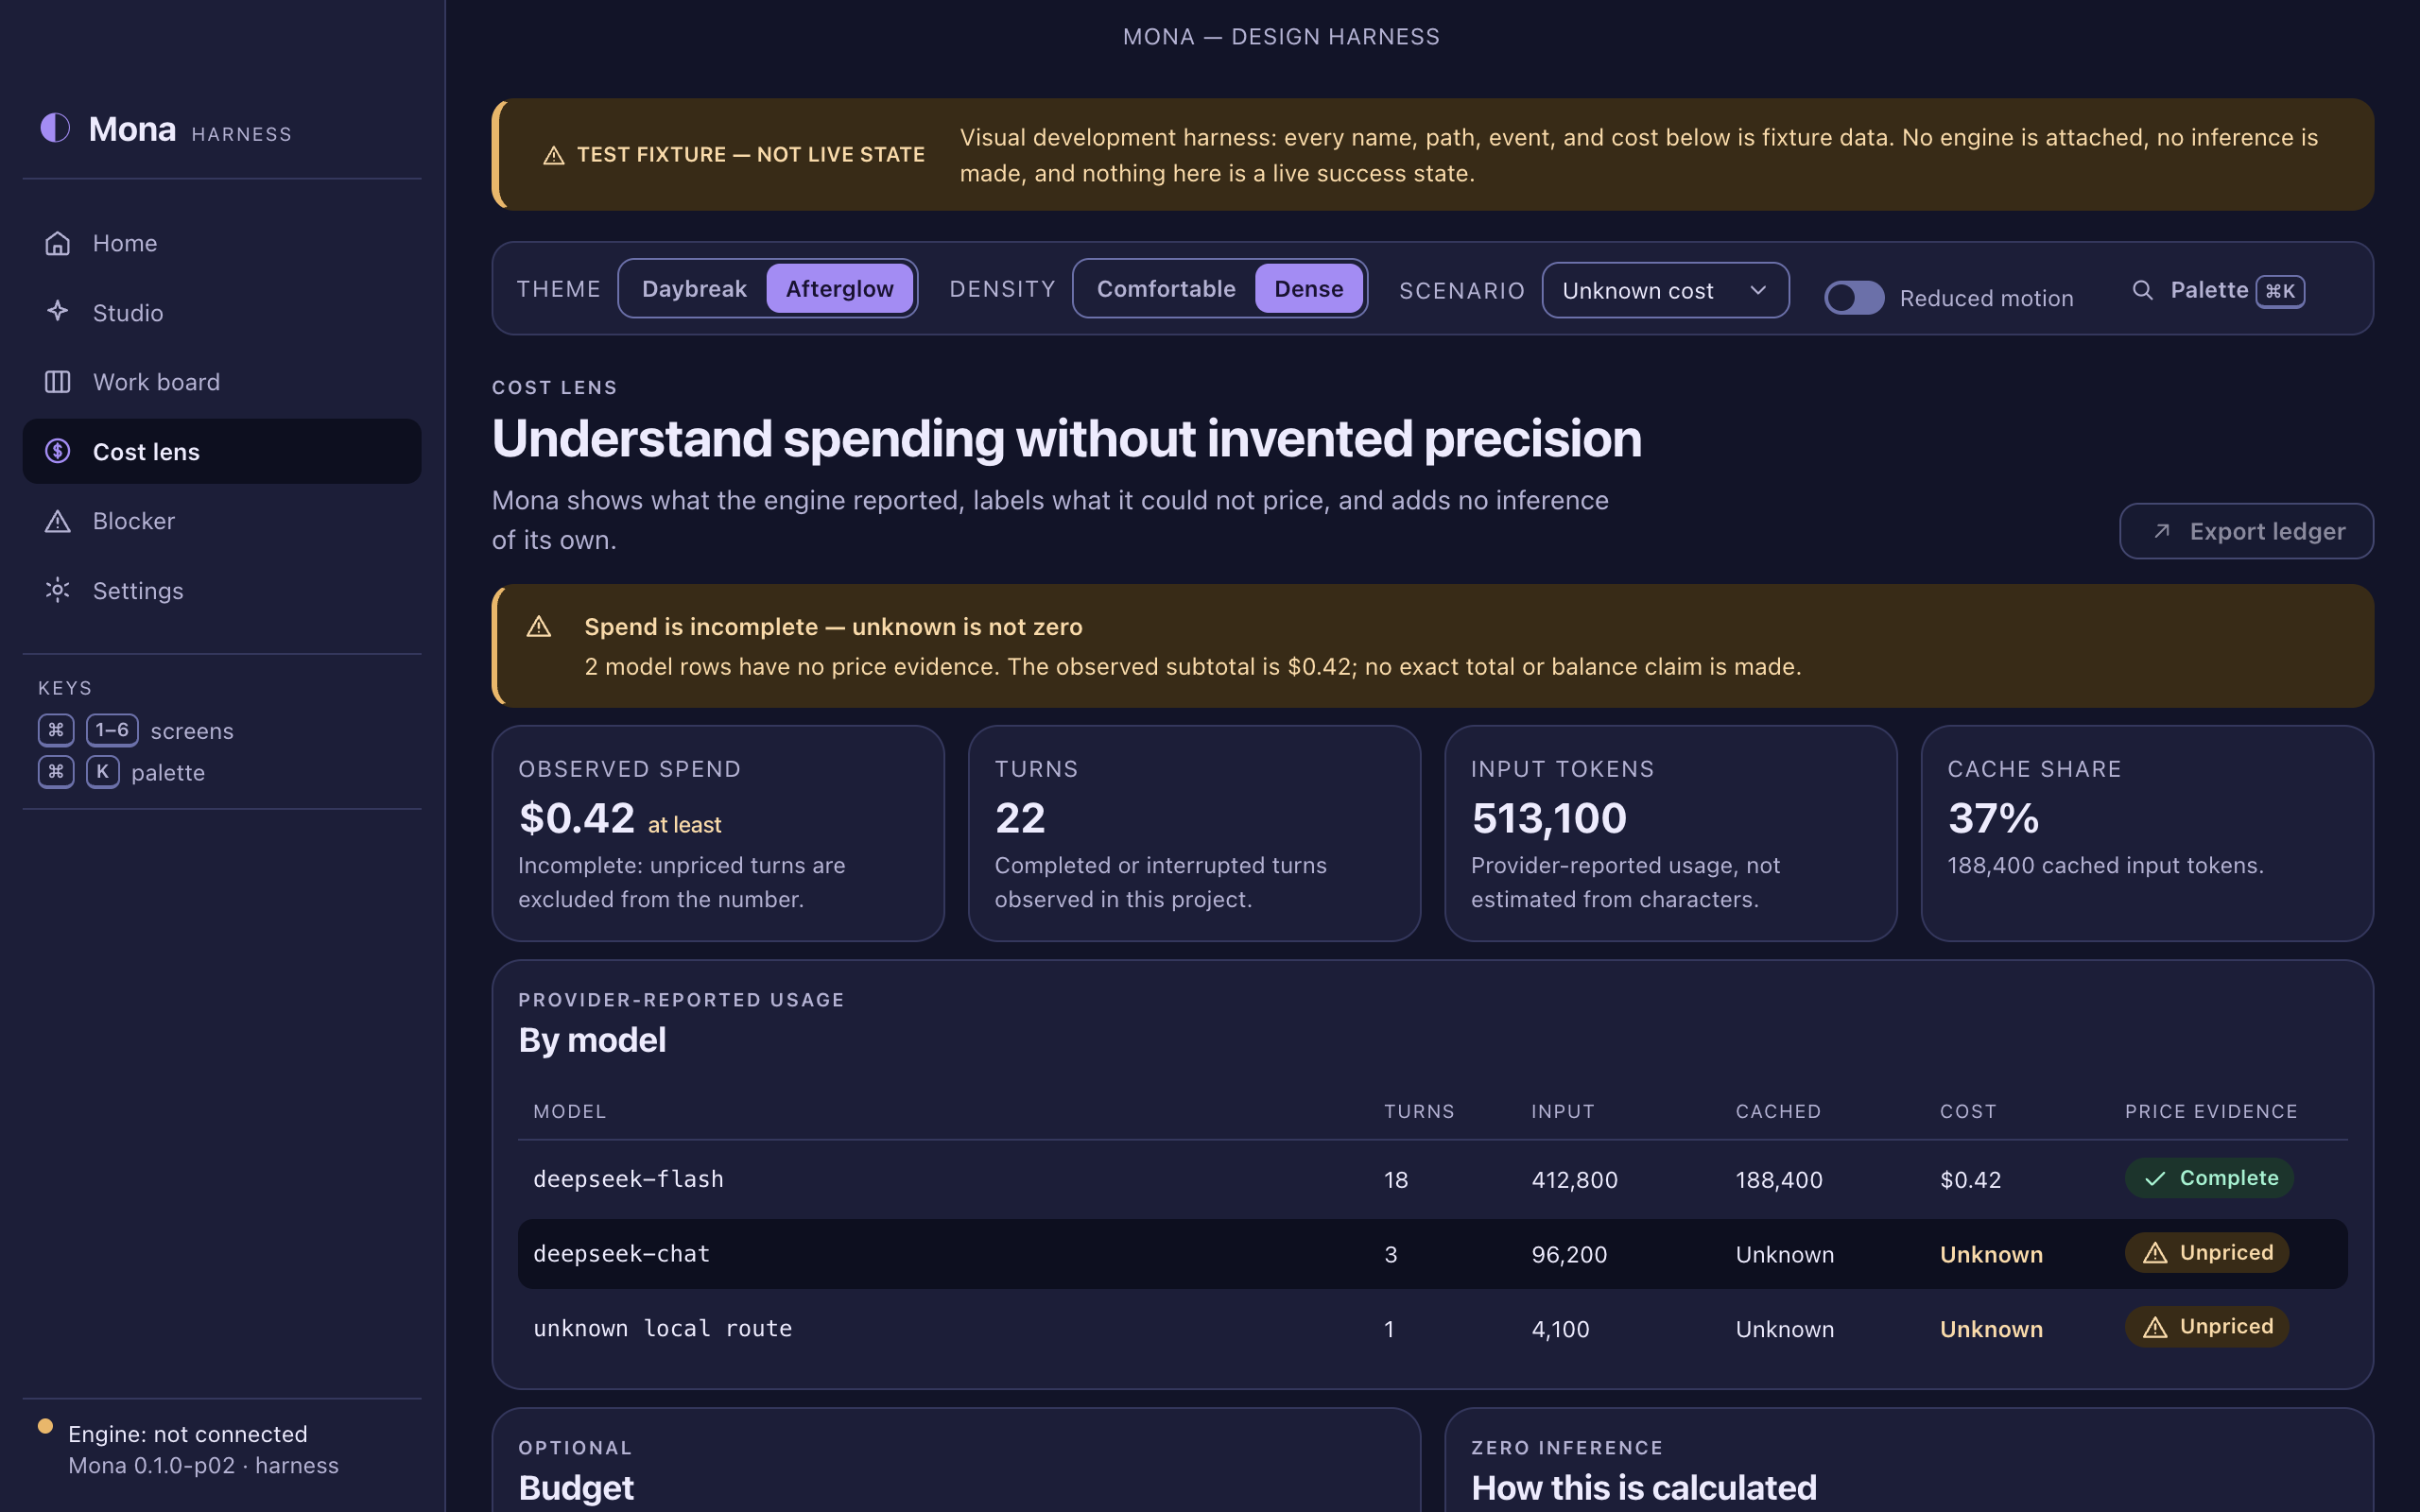 MONA — DESIGN HARNESS
Mona HARNESS
Home
Studio
Work board
Cost lens
Blocker
Settings
KEYS
⌘ 1–6 screens
⌘ K palette
Engine: not connected
Mona 0.1.0-p02 · harness
TEST FIXTURE — NOT LIVE STATE
Visual development harness: every name, path, event, and cost below is fixture data. No engine is attached, no inference is
made, and nothing here is a live success state.
THEME Daybreak Afterglow DENSITY Comfortable Dense SCENARIO Unknown cost Reduced motion Palette ⌘K
COST LENS
Understand spending without invented precision
Mona shows what the engine reported, labels what it could not price, and adds no inference
of its own.
Export ledger
Spend is incomplete — unknown is not zero
2 model rows have no price evidence. The observed subtotal is $0.42; no exact total or balance claim is made.
OBSERVED SPEND
$0.42 at least
Incomplete: unpriced turns are
excluded from the number.
TURNS
22
Completed or interrupted turns
observed in this project.
INPUT TOKENS
513,100
Provider-reported usage, not
estimated from characters.
CACHE SHARE
37%
188,400 cached input tokens.
PROVIDER-REPORTED USAGE
By model
MODEL TURNS INPUT CACHED COST PRICE EVIDENCE
deepseek-flash 18 412,800 188,400 $0.42 Complete
deepseek-chat 3 96,200 Unknown Unknown Unpriced
unknown local route 1 4,100 Unknown Unknown Unpriced
OPTIONAL
Budget
ZERO INFERENCE
How this is calculated